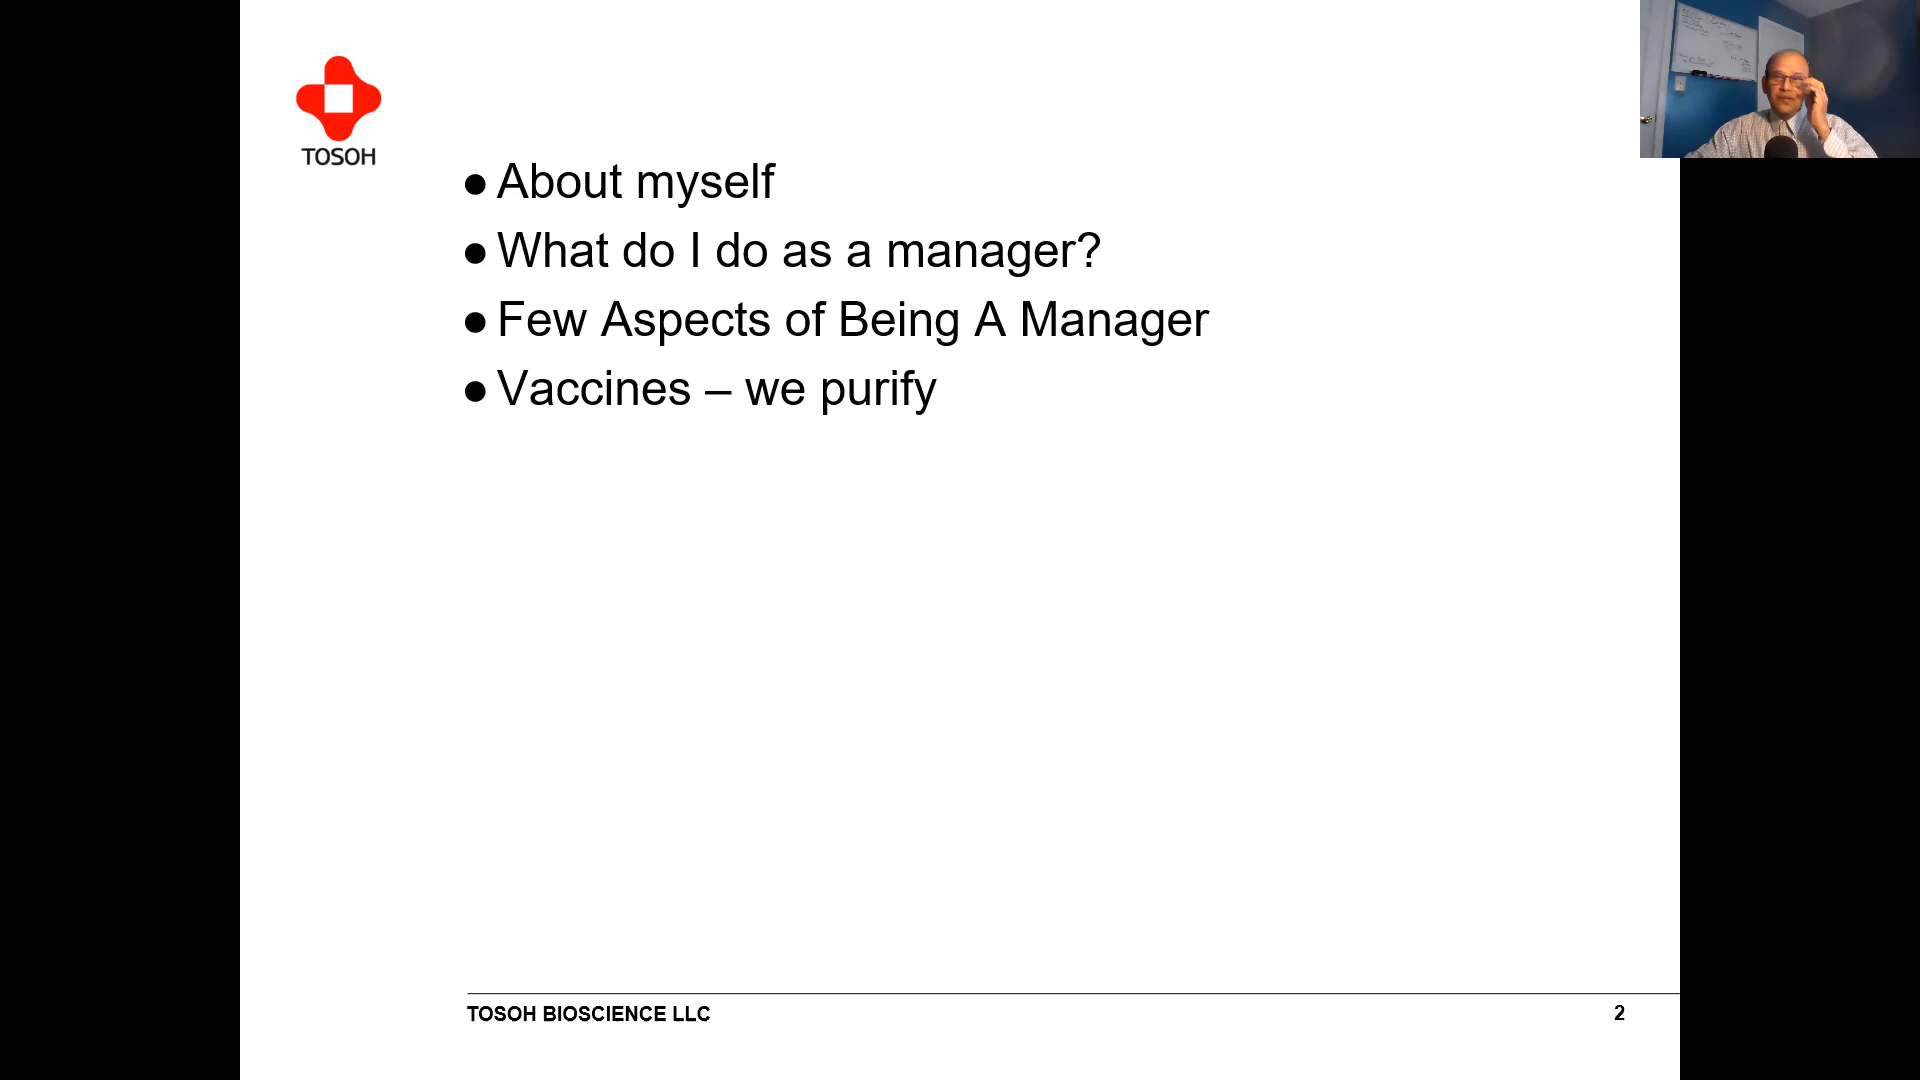 TOSOH
● About myself
● What do I do as a manager?
● Few Aspects of Being A Manager
● Vaccines – we purify
TOSOH BIOSCIENCE LLC 2